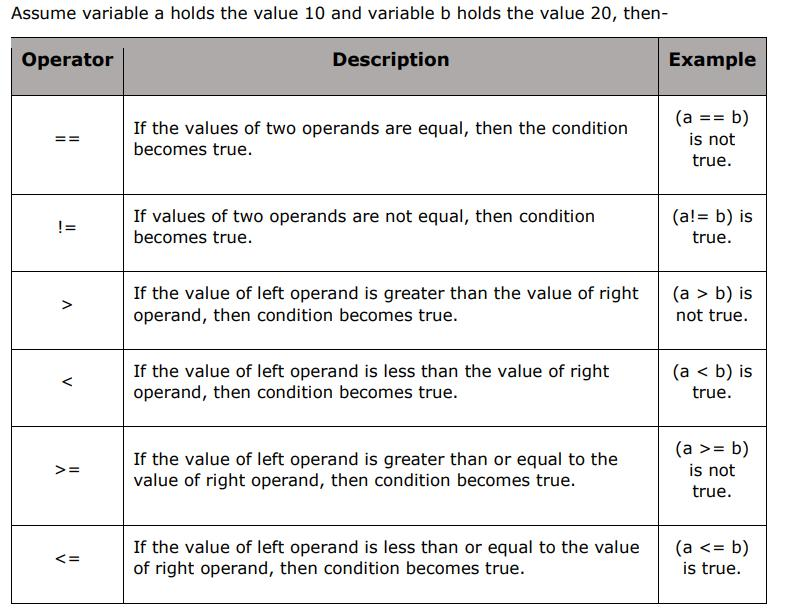 Assume variable a holds the value 10 and variable b holds the value 20, then-
Operator Description Example
==
If the values of two operands are equal, then the condition
becomes true.
(a == b)
is not
true.
!=
If values of two operands are not equal, then condition
becomes true.
(a!= b) is
true.
>
If the value of left operand is greater than the value of right
operand, then condition becomes true.
(a > b) is
not true.
<
If the value of left operand is less than the value of right
operand, then condition becomes true.
(a < b) is
true.
>=
If the value of left operand is greater than or equal to the
value of right operand, then condition becomes true.
(a >= b)
is not
true.
<=
If the value of left operand is less than or equal to the value
of right operand, then condition becomes true.
(a <= b)
is true.